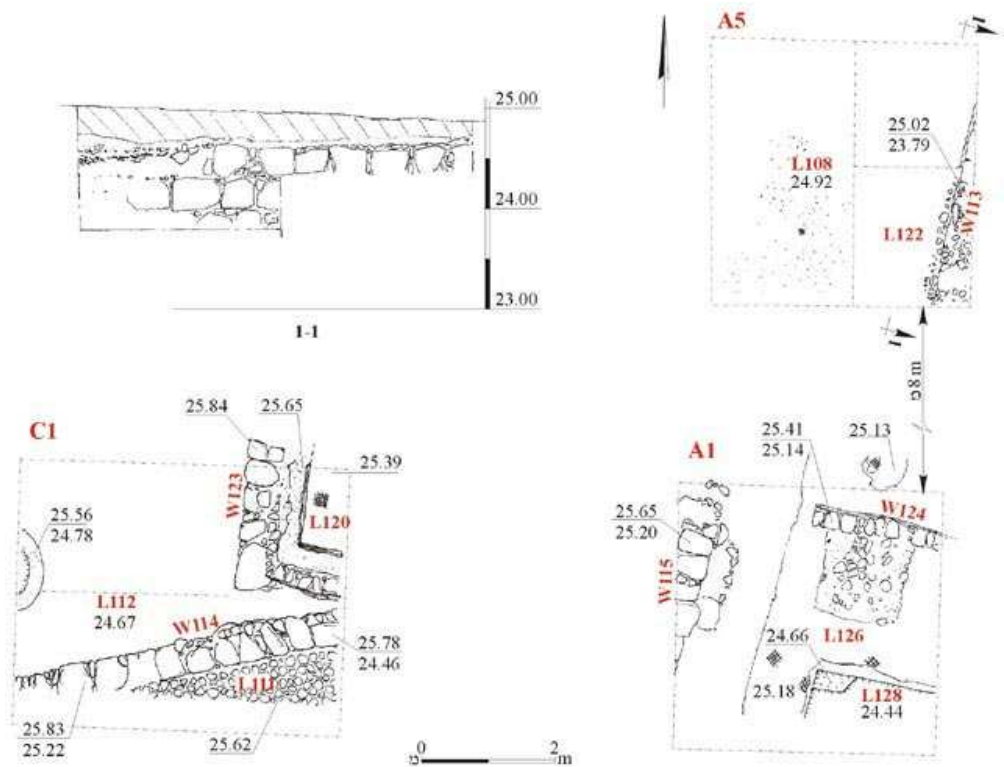 A5
I
25.00
24.00
23.00
1-1
25.02
23.79
L108
24.92
W113
L122
I
8 m מ
C1
25.84
25.65
25.39
W123
L120
25.56
24.78
L112
24.67
W114
25.78
24.46
L111
25.83
25.22
25.62
A1
25.41
25.14
25.13
W124
25.65
25.20
W115
24.66
L126
25.18
L128
24.44
מ 0 2 m